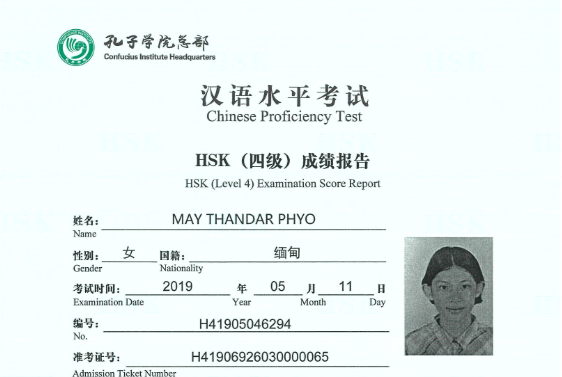 孔子学院总部
Confucius Institute Headquarters
汉语水平考试
Chinese Proficiency Test
HSK（四级）成绩报告
HSK (Level 4) Examination Score Report
姓名： MAY THANDAR PHYO
Name
性别： 女 国籍： 缅甸
Gender Nationality
考试时间： 2019 年 05 月 11 日
Examination Date Year Month Day
编号： H41905046294
No.
准考证号： H41906926030000065
Admission Ticket Number